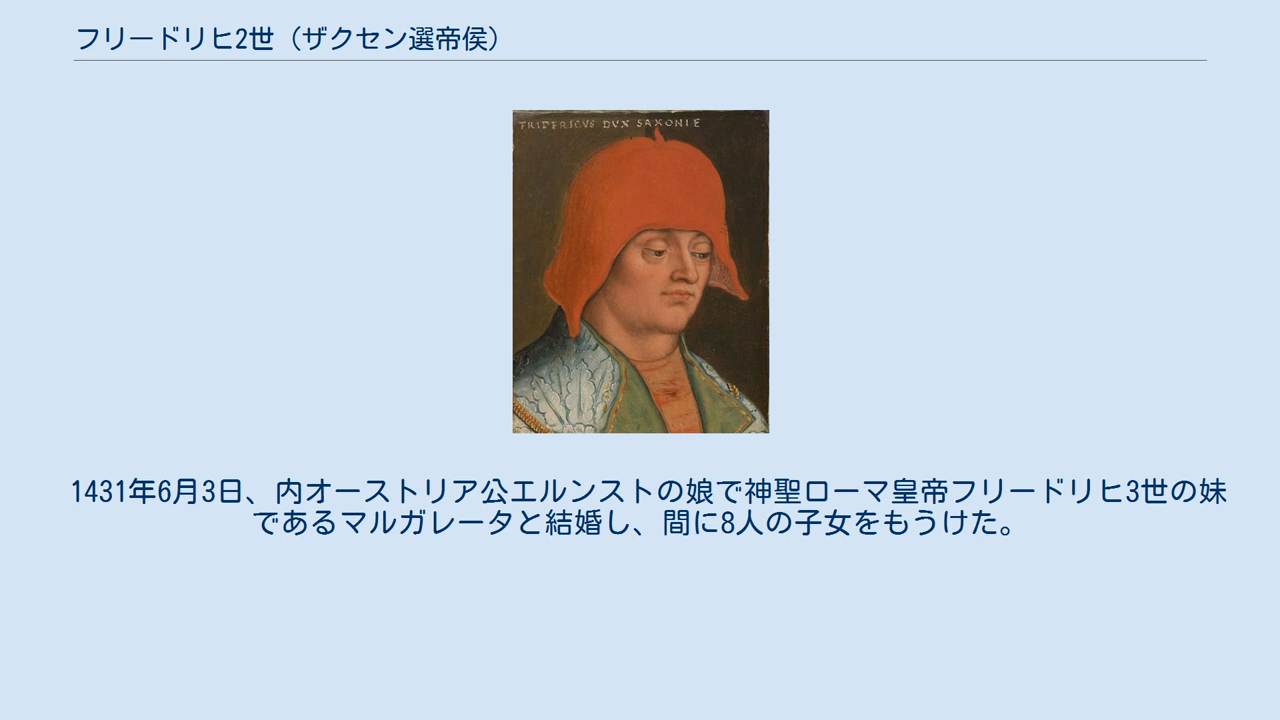 フリードリヒ2世（ザクセン選帝侯）
FRIDERICVS DVX SAXONIE
1431年6月3日、内オーストリア公エルンストの娘で神聖ローマ皇帝フリードリヒ3世の妹
であるマルガレータと結婚し、間に8人の子女をもうけた。